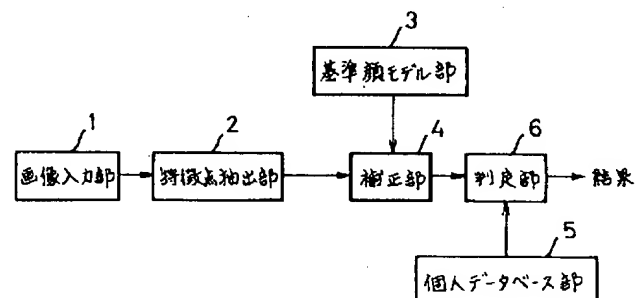 3
基準顔モデル部
1
2
4
6
画像入力部
特徴点抽出部
補正部
判定部
結果
5
個人データベース部